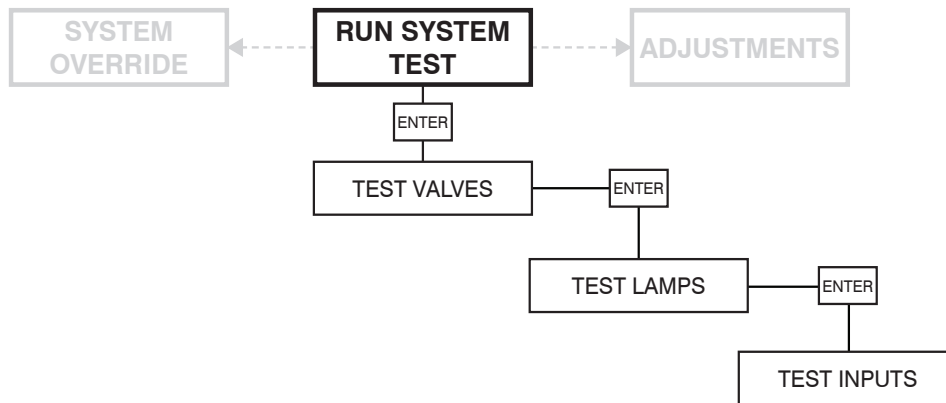 SYSTEM
OVERRIDE
RUN SYSTEM
TEST
ADJUSTMENTS
ENTER
TEST VALVES
ENTER
TEST LAMPS
ENTER
TEST INPUTS